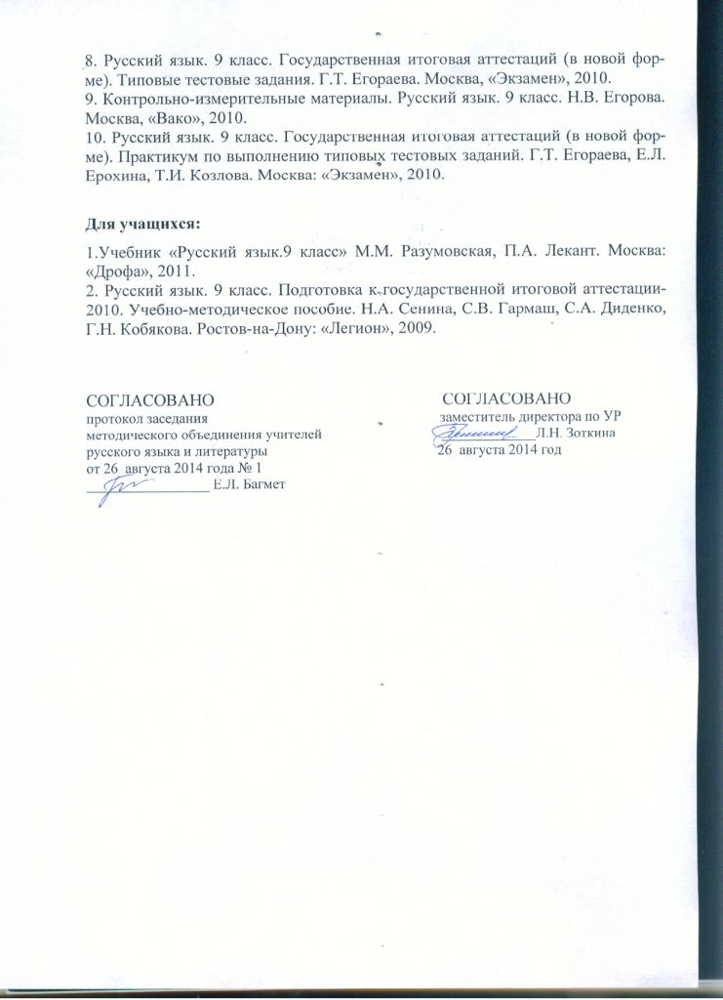 8. Русский язык. 9 класс. Государственная итоговая аттестаций (в новой фор-
ме). Типовые тестовые задания. Г.Т. Егораева. Москва, «Экзамен», 2010.
9. Контрольно-измерительные материалы. Русский язык. 9 класс. Н.В. Егорова.
Москва, «Вако», 2010.
10. Русский язык. 9 класс. Государственная итоговая аттестаций (в новой фор-
ме). Практикум по выполнению типовых тестовых заданий. Г.Т. Егораева, Е.Л.
Ерохина, Т.И. Козлова. Москва: «Экзамен», 2010.
Для учащихся:
1.Учебник «Русский язык.9 класс» М.М. Разумовская, П.А. Лекант. Москва:
«Дрофа», 2011.
2. Русский язык. 9 класс. Подготовка к государственной итоговой аттестации-
2010. Учебно-методическое пособие. Н.А. Сенина, С.В. Гармаш, С.А. Диденко,
Г.Н. Кобякова. Ростов-на-Дону: «Легион», 2009.
СОГЛАСОВАНО
протокол заседания
методического объединения учителей
русского языка и литературы
от 26 августа 2014 года № 1
Е.Л. Багмет
СОГЛАСОВАНО
заместитель директора по УР
Л.Н. Зоткина
26 августа 2014 год